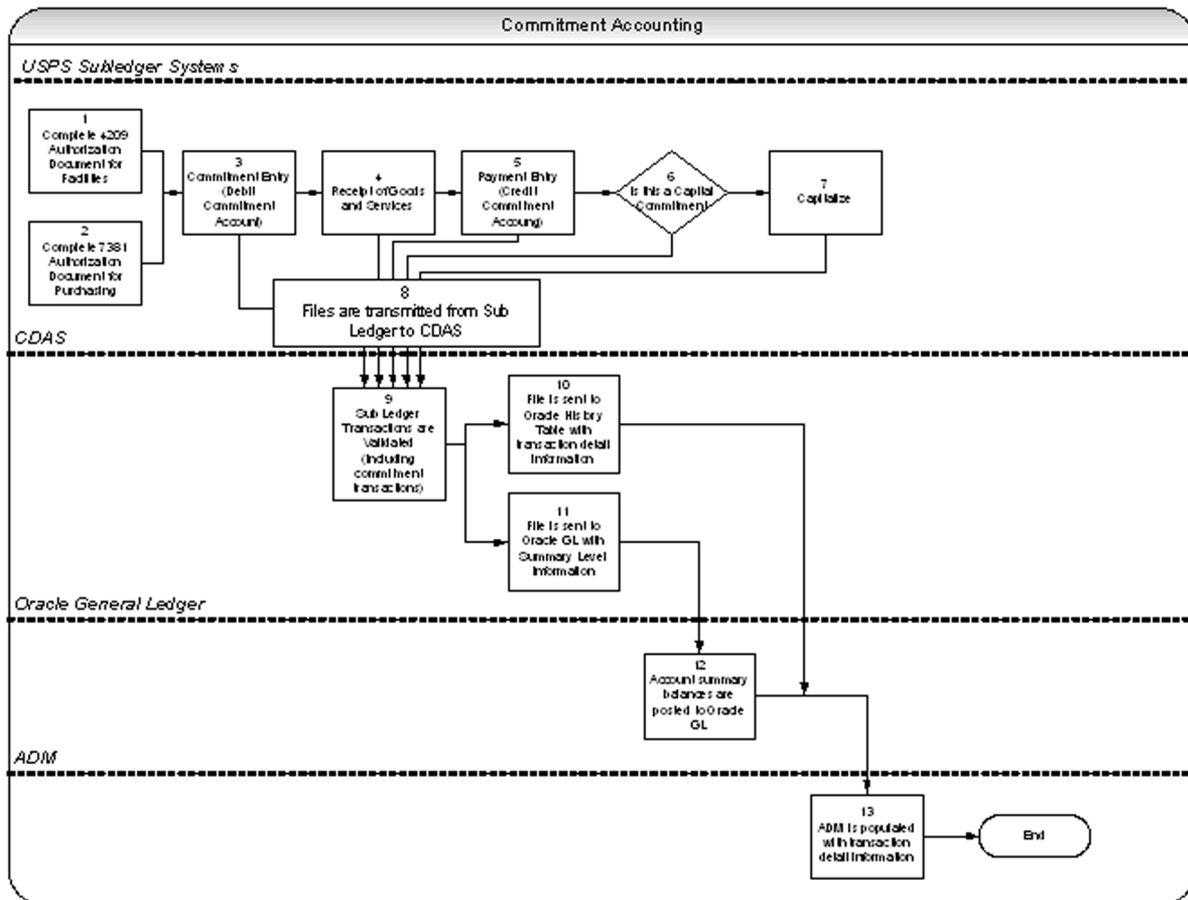 Commitment Accounting
USPS Subledger Systems
1
Complete 4209
Authorization
Document for
Facilities
2
Complete 7381
Authorization
Document for
Purchasing
3
Commitment Entry
(Debit
Commitment
Account)
4
Receipt of Goods
and Services
5
Payment Entry
(Credit
Commitment
Accoung)
6
Is this a Capital
Commitment
7
Capitalize
8
Files are transmitted from Sub
Ledger to CDAS
CDAS
9
Sub Ledger
Transactions are
Validated
(Including
commitment
transactions)
10
File is sent to
Oracle History
Table with
transaction detail
Information
11
File is sent to
Oracle GL with
Summary Level
Information
Oracle General Ledger
12
Account summary
balances are
posted to Oracle
GL
ADM
13
ADM is populated
with transaction
detail Information
End